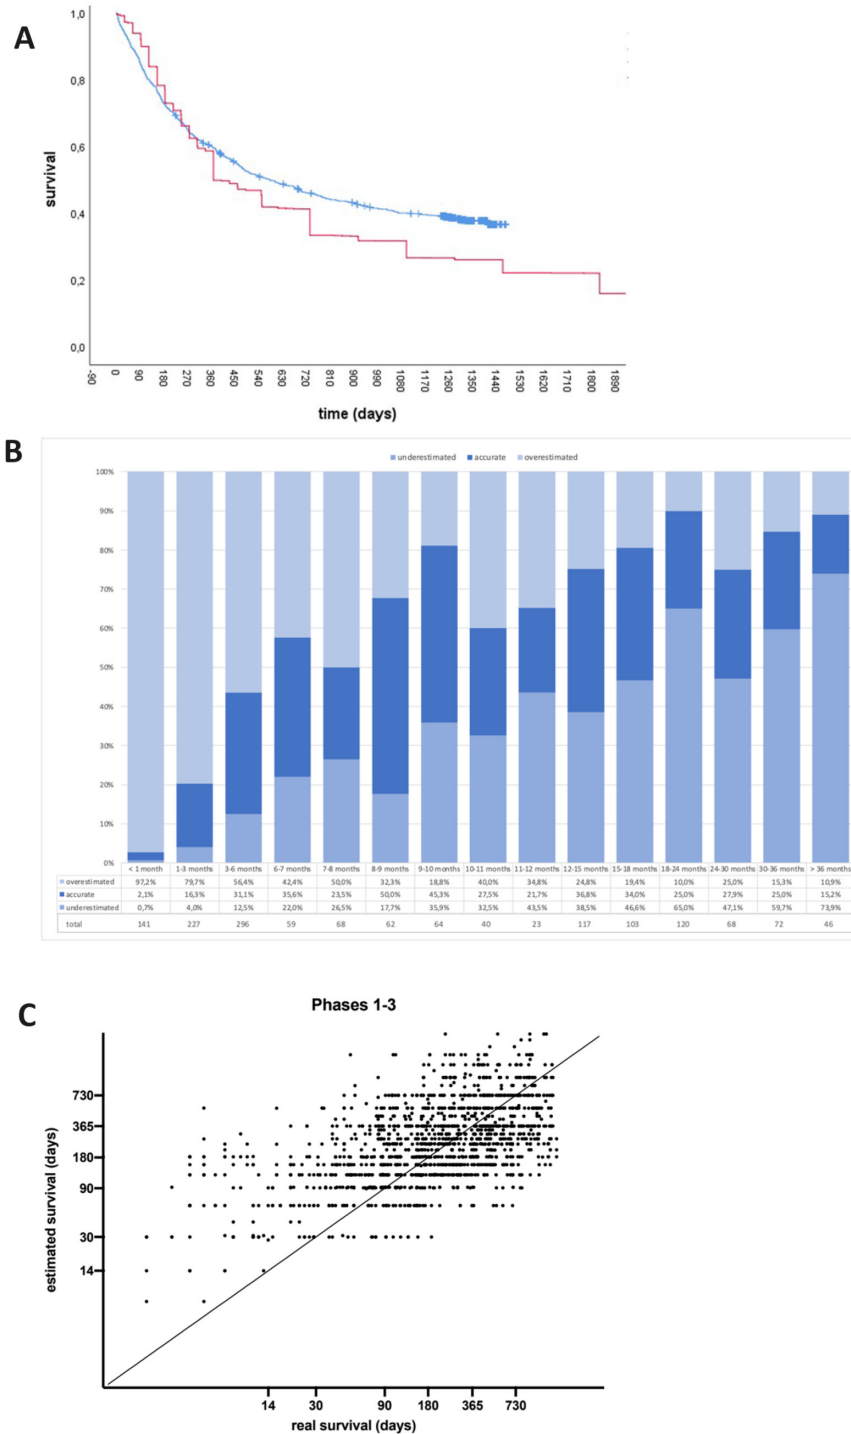 A
1,0
0,8
0,6
0,4
0,2
0,0
survival
-90 0 90 180 270 360 450 540 630 720 810 900 990 1080 1170 1260 1350 1440 1530 1620 1710 1800 1890
time (days)
B
underestimated accurate overestimated
100%
90%
80%
70%
60%
50%
40%
30%
20%
10%
0%
< 1 month 1-3 months 3-6 months 6-7 months 7-8 months 8-9 months 9-10 months 10-11 months 11-12 months 12-15 months 15-18 months 18-24 months 24-30 months 30-36 months > 36 months
overestimated 97,2% 79,7% 56,4% 42,4% 50,0% 32,3% 18,8% 40,0% 34,8% 24,8% 19,4% 10,0% 25,0% 15,3% 10,9%
accurate 2,1% 16,3% 31,1% 35,6% 23,5% 50,0% 45,3% 27,5% 21,7% 36,8% 34,0% 25,0% 27,9% 25,0% 15,2%
underestimated 0,7% 4,0% 12,5% 22,0% 26,5% 17,7% 35,9% 32,5% 43,5% 38,5% 46,6% 65,0% 47,1% 59,7% 73,9%
total 141 227 296 59 68 62 64 40 23 117 103 120 68 72 46
C
Phases 1-3
730
365
180
90
30
14
estimated survival (days)
14 30 90 180 365 730
real survival (days)